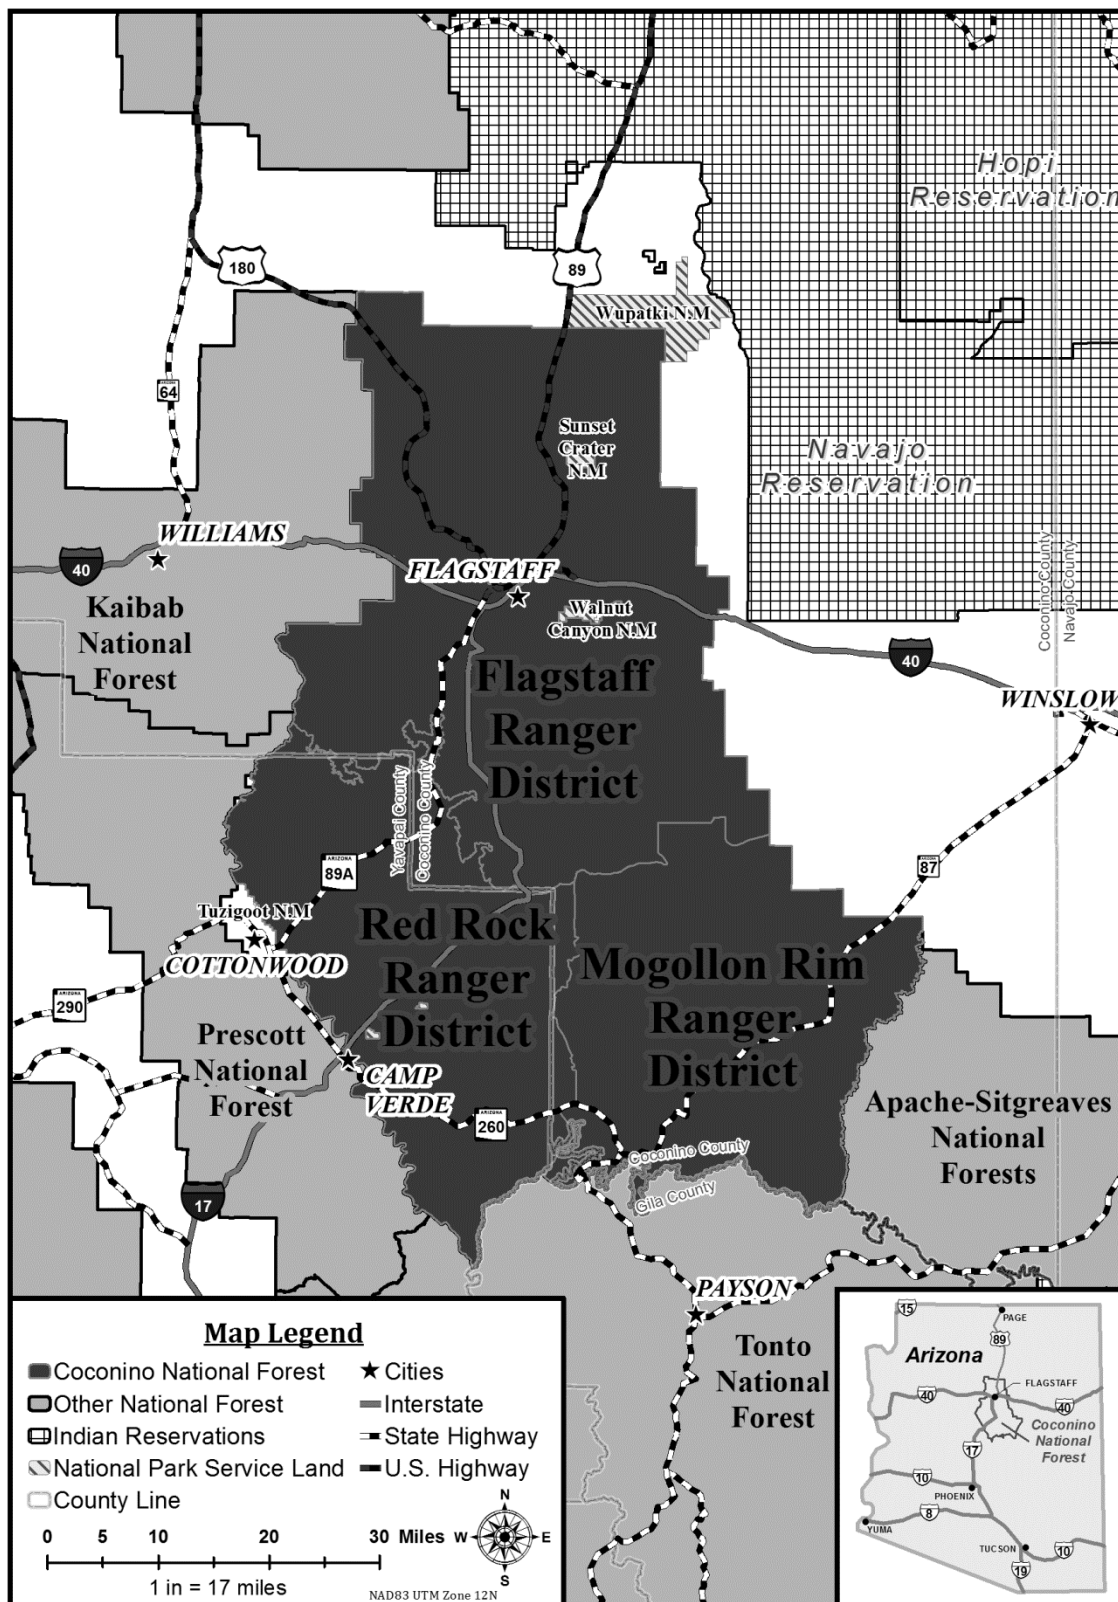 Hopi
Reservation
180
89
Wupatki N.M
ARIZONA
64
Sunset
Crater
N.M
Navajo
Reservation
WILLIAMS
40
FLAGSTAFF
Kaibab
National
Forest
Walnut
Canyon N.M
Coconino County
Navajo County
40
Flagstaff
Ranger
District
WINSLOW
Yavapai County
Coconino County
ARIZONA
89A
ARIZONA
87
Tuzigoot N.M
COTTONWOOD
Red Rock
Ranger
District
Mogollon Rim
Ranger
District
ARIZONA
290
Prescott
National
Forest
CAMP
VERDE
ARIZONA
260
Apache-Sitgreaves
National
Forests
Coconino County
Gila County
17
PAYSON
Tonto
National
Forest
Map Legend
Coconino National Forest
Other National Forest
Indian Reservations
National Park Service Land
County Line
Cities
Interstate
State Highway
U.S. Highway
N
W E
S
0 5 10 20 30 Miles
1 in = 17 miles
NAD83 UTM Zone 12N
15
PAGE
89
Arizona
FLAGSTAFF
40
40
Coconino
National
Forest
17
10
PHOENIX
8
YUMA
TUCSON
10
19